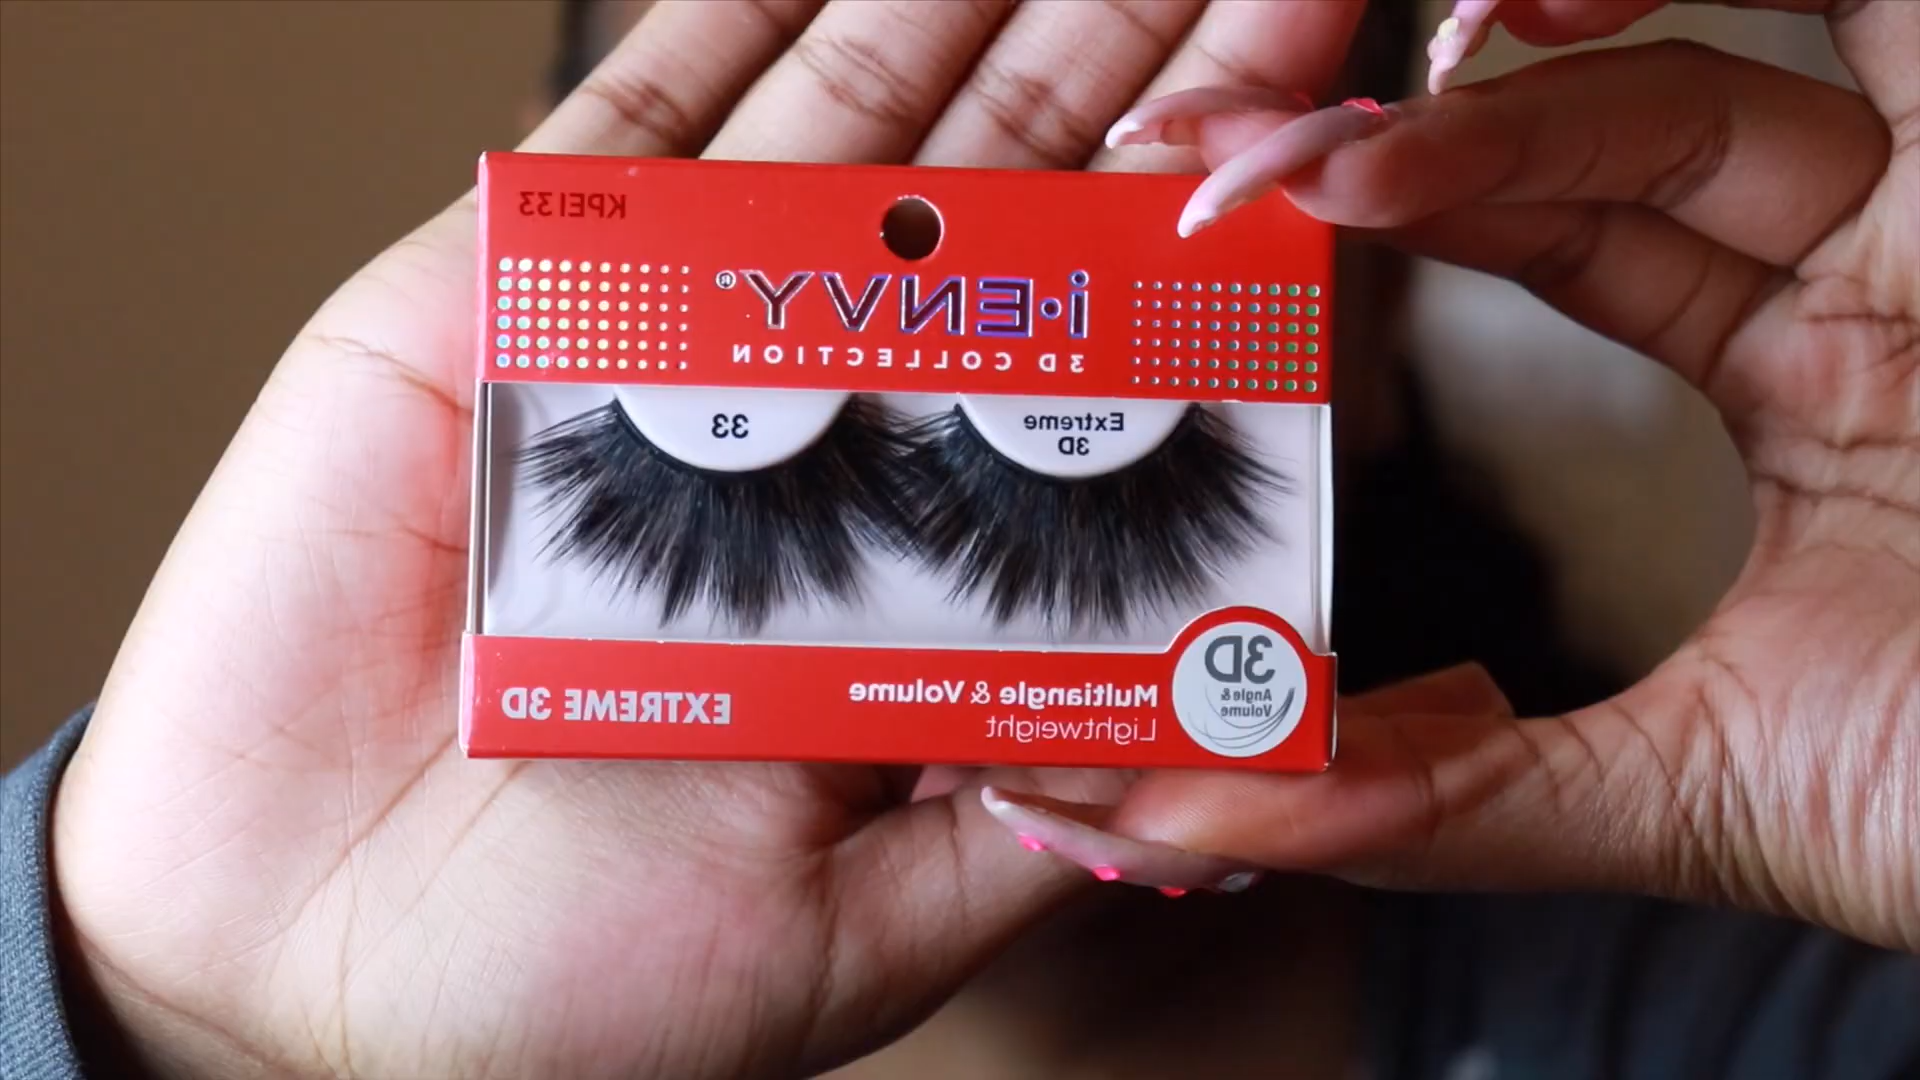 KPEI33
i·ENVY®
3D COLLECTION
Extreme
3D
33
3D
Angle &
Volume
Multiangle & Volume
Lightweight
EXTREME 3D